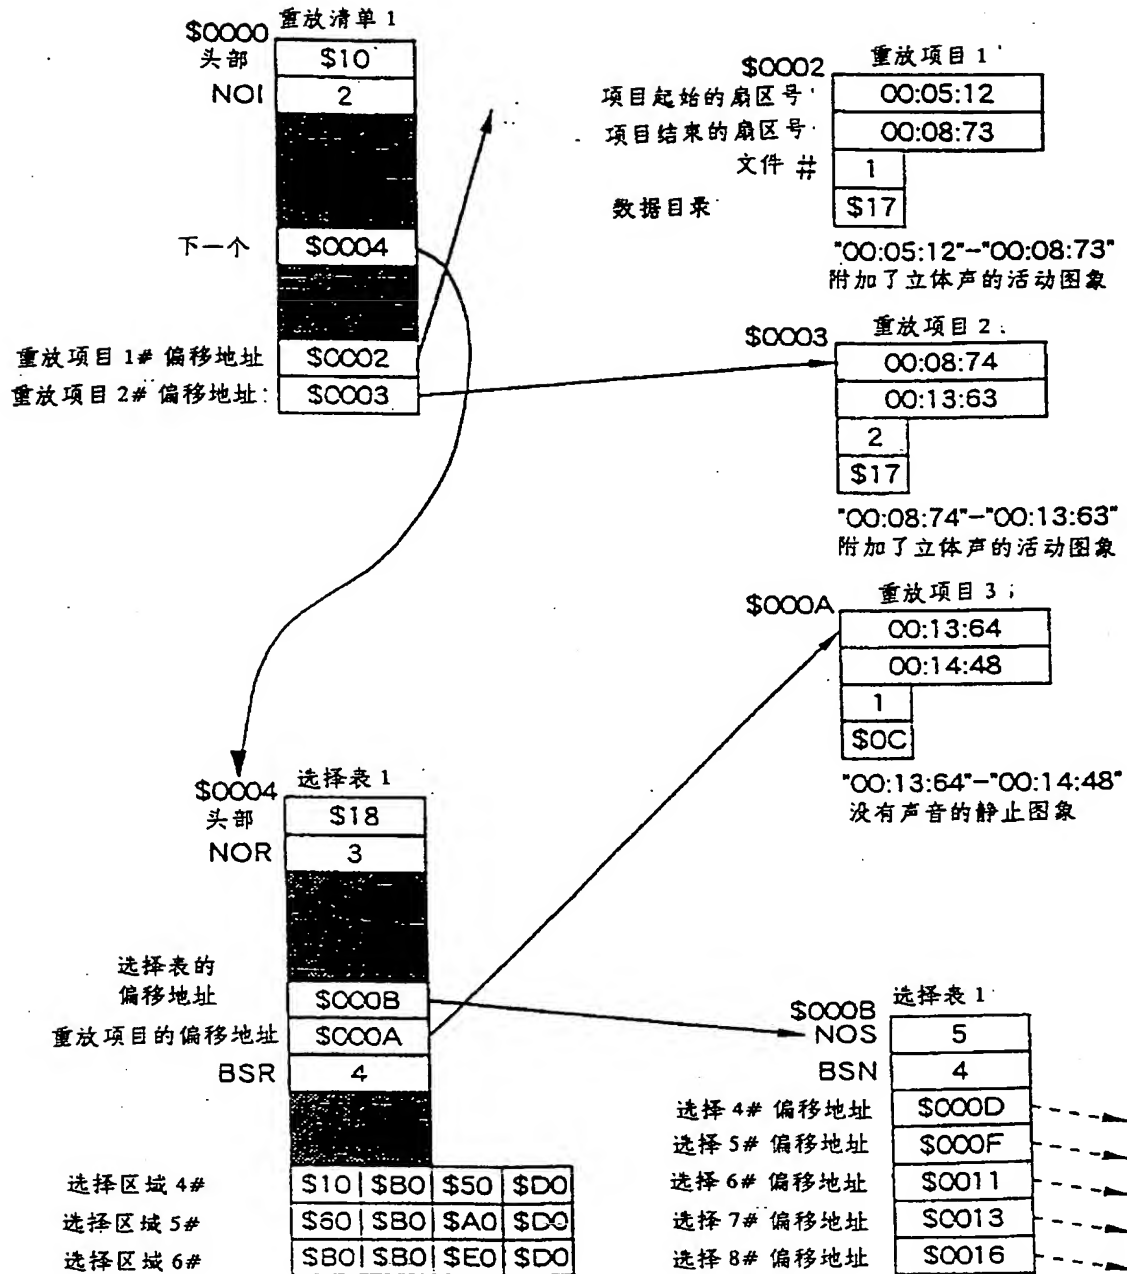 $0000 重放清单 1
头部 $10
NOI 2
下一个 $0004
重放项目 1# 偏移地址 $0002
重放项目 2# 偏移地址: $0003
$0002 重放项目 1
项目起始的扇区号 00:05:12
项目结束的扇区号 00:08:73
文件 # 1
数据目录 $17
"00:05:12"-"00:08:73"
附加了立体声的活动图象
$0003 重放项目 2
00:08:74
00:13:63
2
$17
"00:08:74"-"00:13:63"
附加了立体声的活动图象
$000A 重放项目 3
00:13:64
00:14:48
1
$0C
"00:13:64"-"00:14:48"
没有声音的静止图象
$0004 选择表 1
头部 $18
NOR 3
选择表的
偏移地址 $000B
重放项目的偏移地址 $000A
BSR 4
选择区域 4# $10 $B0 $50 $D0
选择区域 5# $60 $B0 $A0 $D0
选择区域 6# $B0 $B0 $E0 $D0
$000B 选择表 1
NOS 5
BSN 4
选择 4# 偏移地址 $000D
选择 5# 偏移地址 $000F
选择 6# 偏移地址 $0011
选择 7# 偏移地址 $0013
选择 8# 偏移地址 $0016